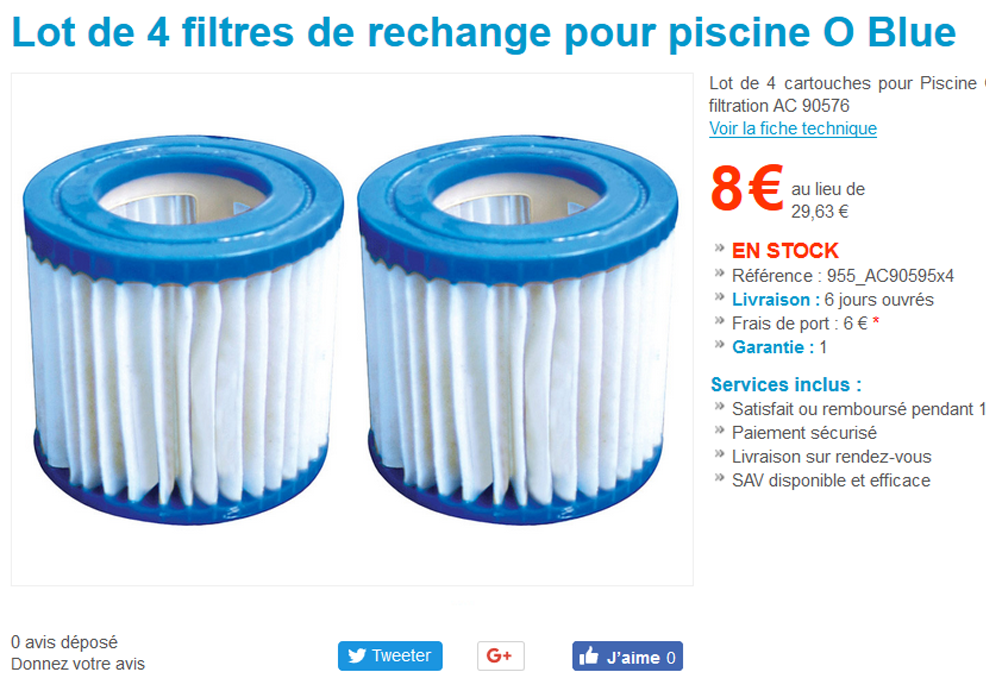 Lot de 4 filtres de rechange pour piscine O Blue
Lot de 4 cartouches pour Piscine
filtration AC 90576
Voir la fiche technique
8€ au lieu de
29,63 €
» EN STOCK
» Référence : 955_AC90595x4
» Livraison : 6 jours ouvrés
» Frais de port : 6 € *
» Garantie : 1
Services inclus :
» Satisfait ou remboursé pendant 1
» Paiement sécurisé
» Livraison sur rendez-vous
» SAV disponible et efficace
0 avis déposé
Donnez votre avis
Tweeter
G+
J'aime 0